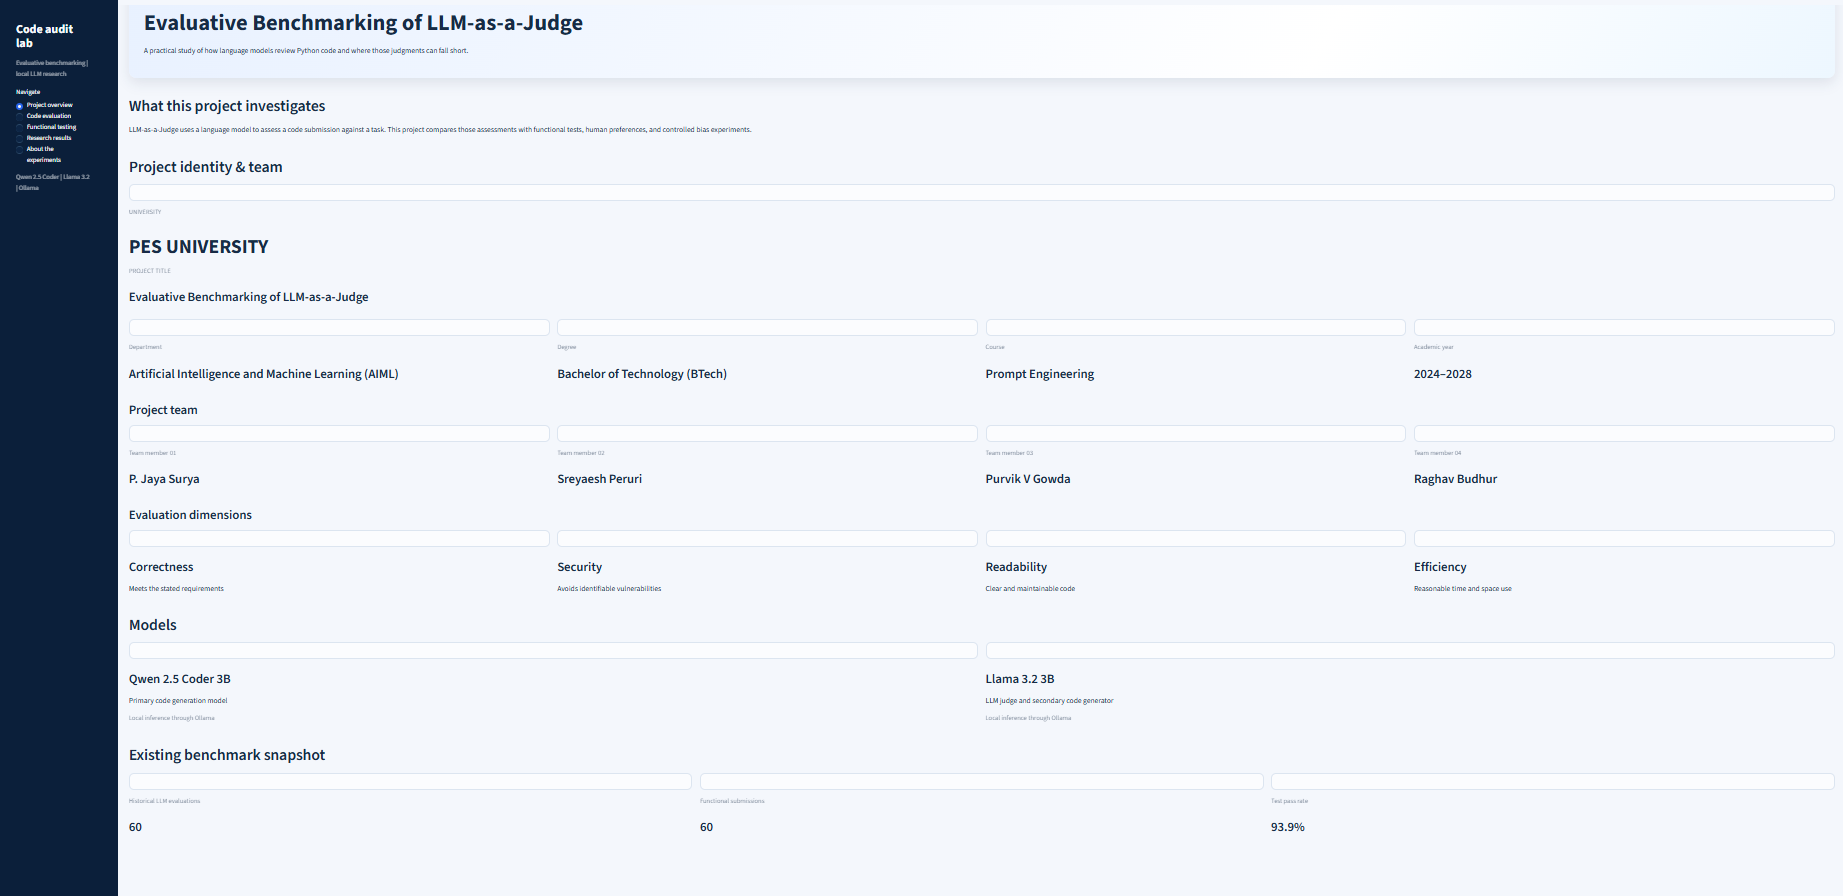 Code audit
lab
Evaluative benchmarking |
local LLM research
Navigate
Project overview
Code evaluation
Functional testing
Research results
About the
experiments
Qwen 2.5 Coder | Llama 3.2
| Ollama
Evaluative Benchmarking of LLM-as-a-Judge
A practical study of how language models review Python code and where those judgments can fall short.
What this project investigates
LLM-as-a-Judge uses a language model to assess a code submission against a task. This project compares those assessments with functional tests, human preferences, and controlled bias experiments.
Project identity & team
UNIVERSITY
PES UNIVERSITY
PROJECT TITLE
Evaluative Benchmarking of LLM-as-a-Judge
Department
Degree
Course
Academic year
Artificial Intelligence and Machine Learning (AIML)
Bachelor of Technology (BTech)
Prompt Engineering
2024–2028
Project team
Team member 01
Team member 02
Team member 03
Team member 04
P. Jaya Surya
Sreyaesh Peruri
Purvik V Gowda
Raghav Budhur
Evaluation dimensions
Correctness
Security
Readability
Efficiency
Meets the stated requirements
Avoids identifiable vulnerabilities
Clear and maintainable code
Reasonable time and space use
Models
Qwen 2.5 Coder 3B
Llama 3.2 3B
Primary code generation model
LLM judge and secondary code generator
Local inference through Ollama
Local inference through Ollama
Existing benchmark snapshot
Historical LLM evaluations
Functional submissions
Test pass rate
60
60
93.9%